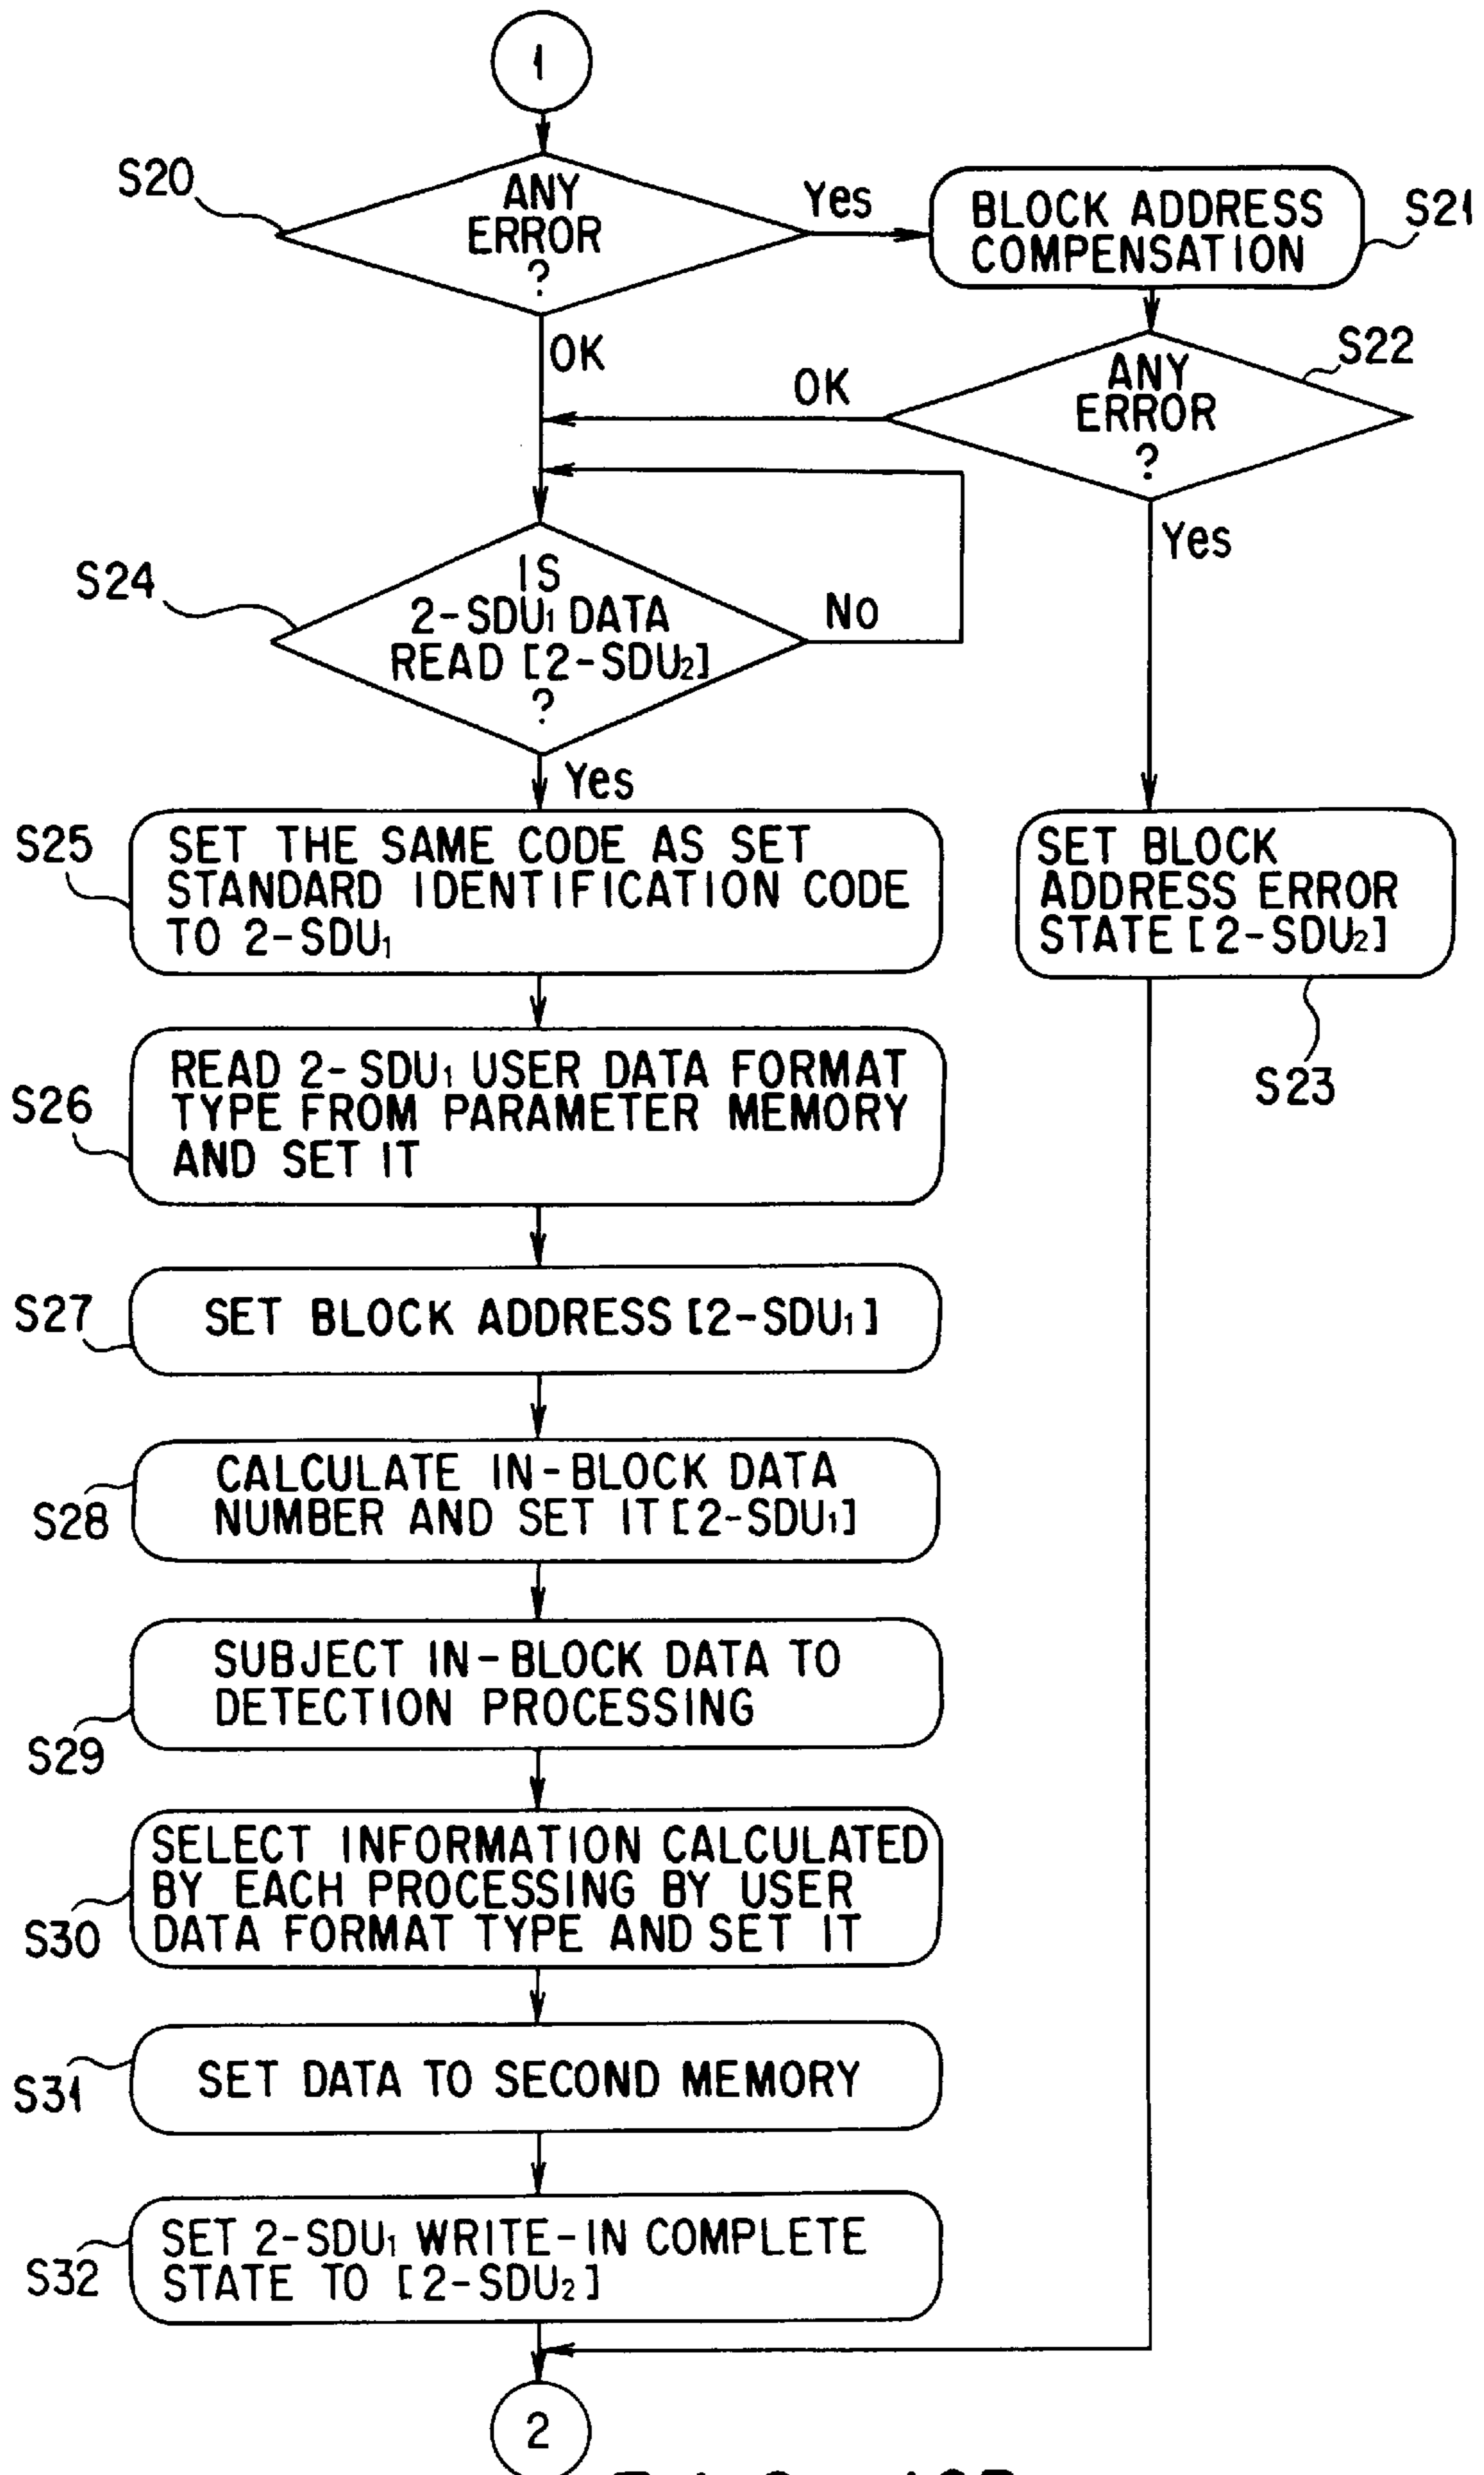 1
S20
ANY
ERROR
?
Yes
BLOCK ADDRESS
COMPENSATION
S21
OK
ANY
ERROR
?
S22
OK
Yes
S24
IS
2-SDU₁ DATA
READ [2-SDU₂]
?
No
Yes
S25
SET THE SAME CODE AS SET
STANDARD IDENTIFICATION CODE
TO 2-SDU₁
SET BLOCK
ADDRESS ERROR
STATE [2-SDU₂]
S23
S26
READ 2-SDU₁ USER DATA FORMAT
TYPE FROM PARAMETER MEMORY
AND SET IT
S27
SET BLOCK ADDRESS [2-SDU₁]
S28
CALCULATE IN-BLOCK DATA
NUMBER AND SET IT [2-SDU₁]
S29
SUBJECT IN-BLOCK DATA TO
DETECTION PROCESSING
S30
SELECT INFORMATION CALCULATED
BY EACH PROCESSING BY USER
DATA FORMAT TYPE AND SET IT
S31
SET DATA TO SECOND MEMORY
S32
SET 2-SDU₁ WRITE-IN COMPLETE
STATE TO [2-SDU₂]
2